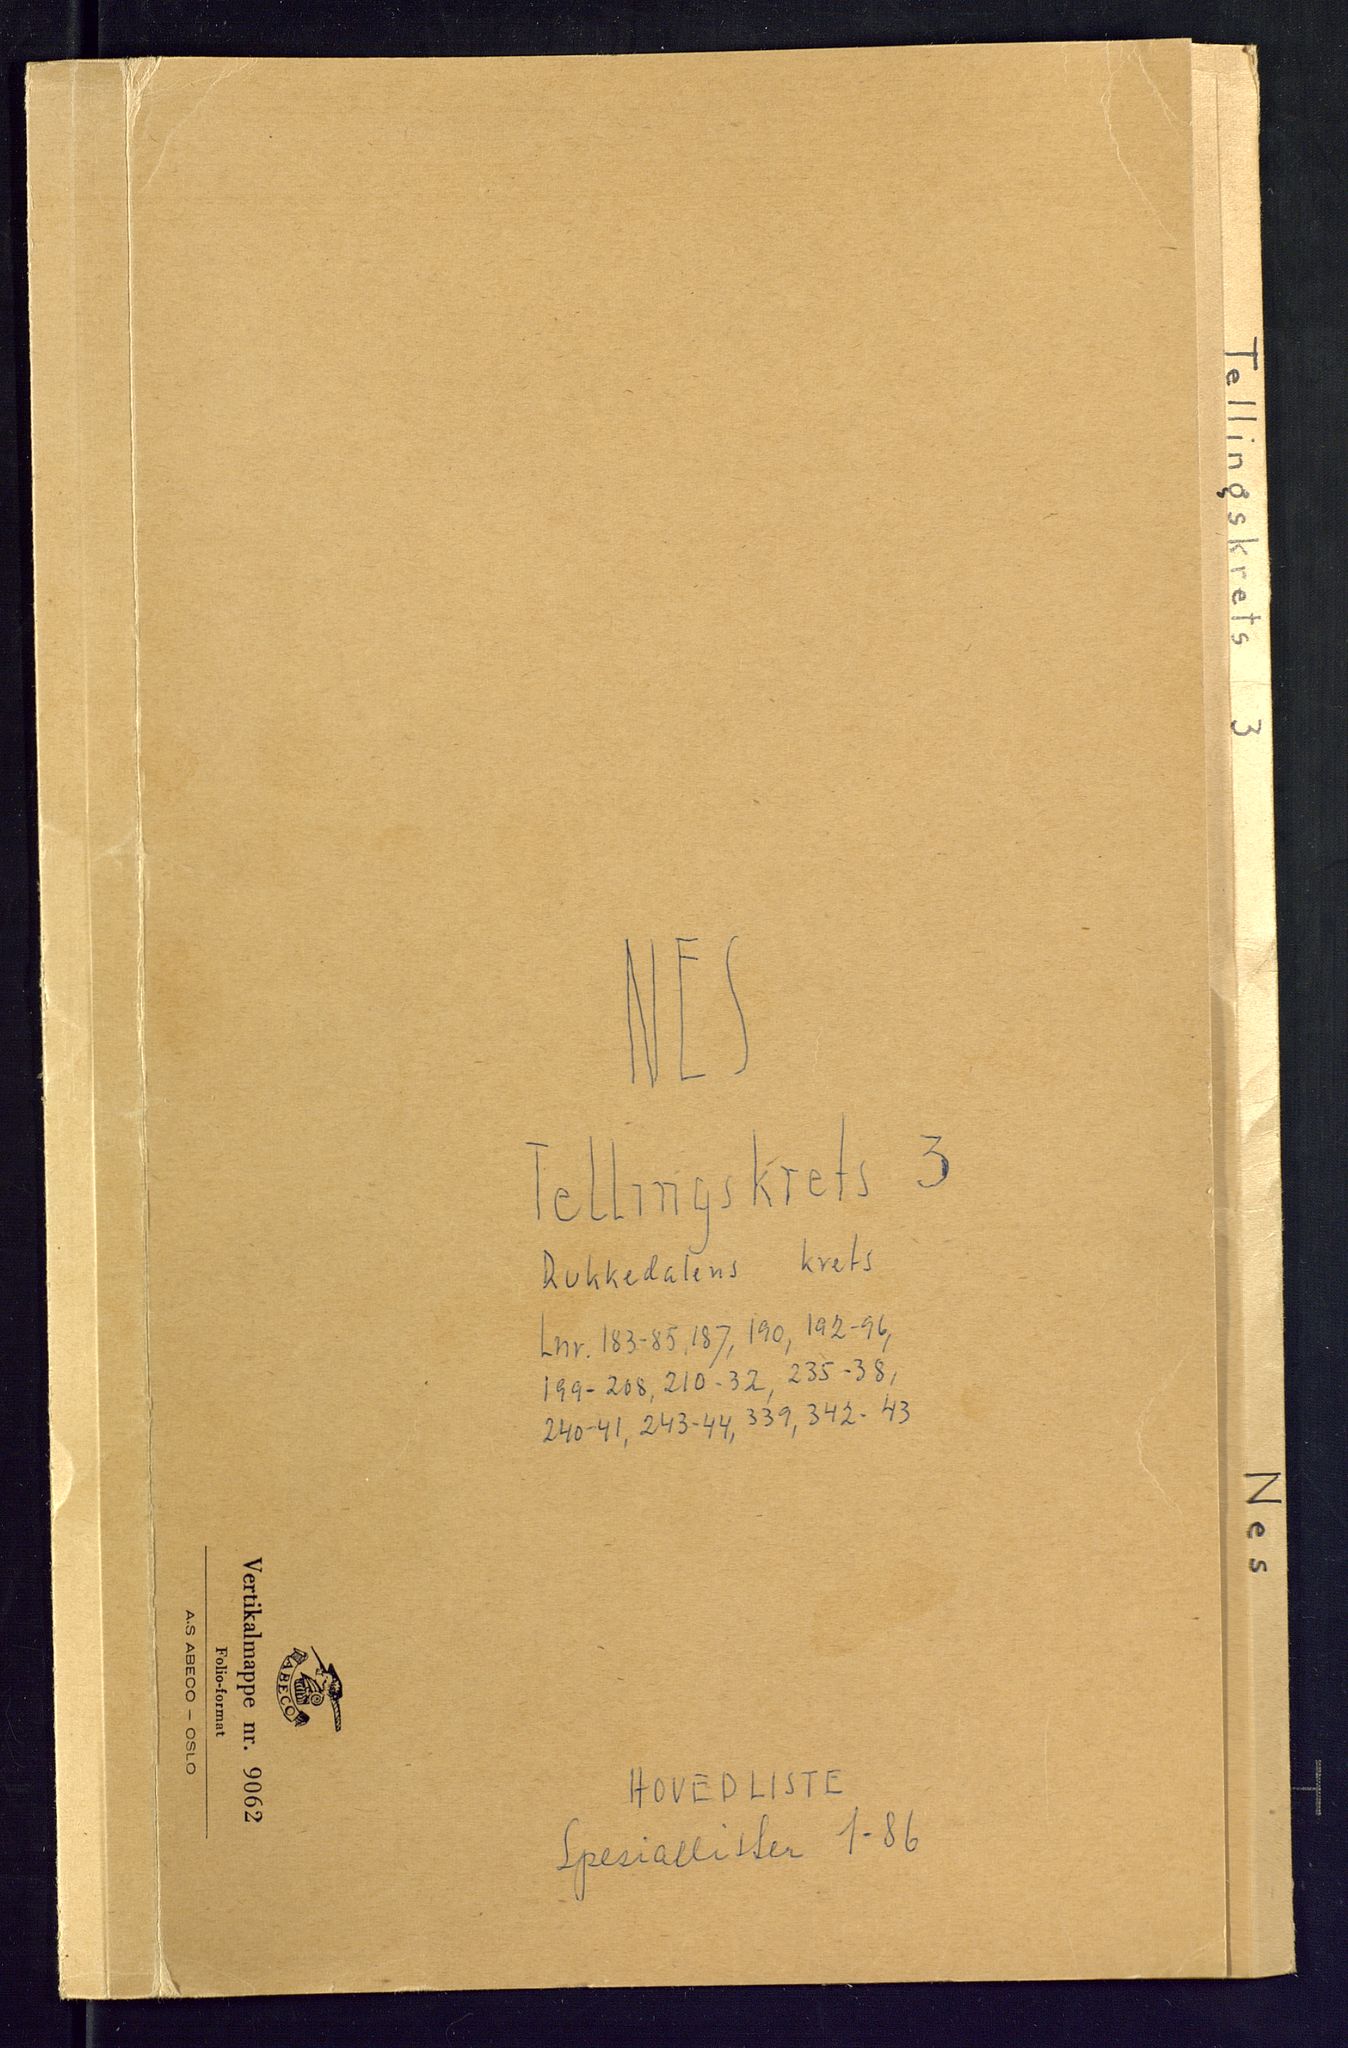 NES
Tellingskrets 3
Rukkedalens krets
Lnr. 183-85, 187, 190, 192-96,
199-208, 210-32, 235-38,
240-41, 243-44, 339, 342-43
HOVEDLISTE
Spesiallister 1-86
ABECO
Vertikalmappe nr. 9062
Folio-format
A.S ABECO – OSLO
Tellingskrets 3
Nes